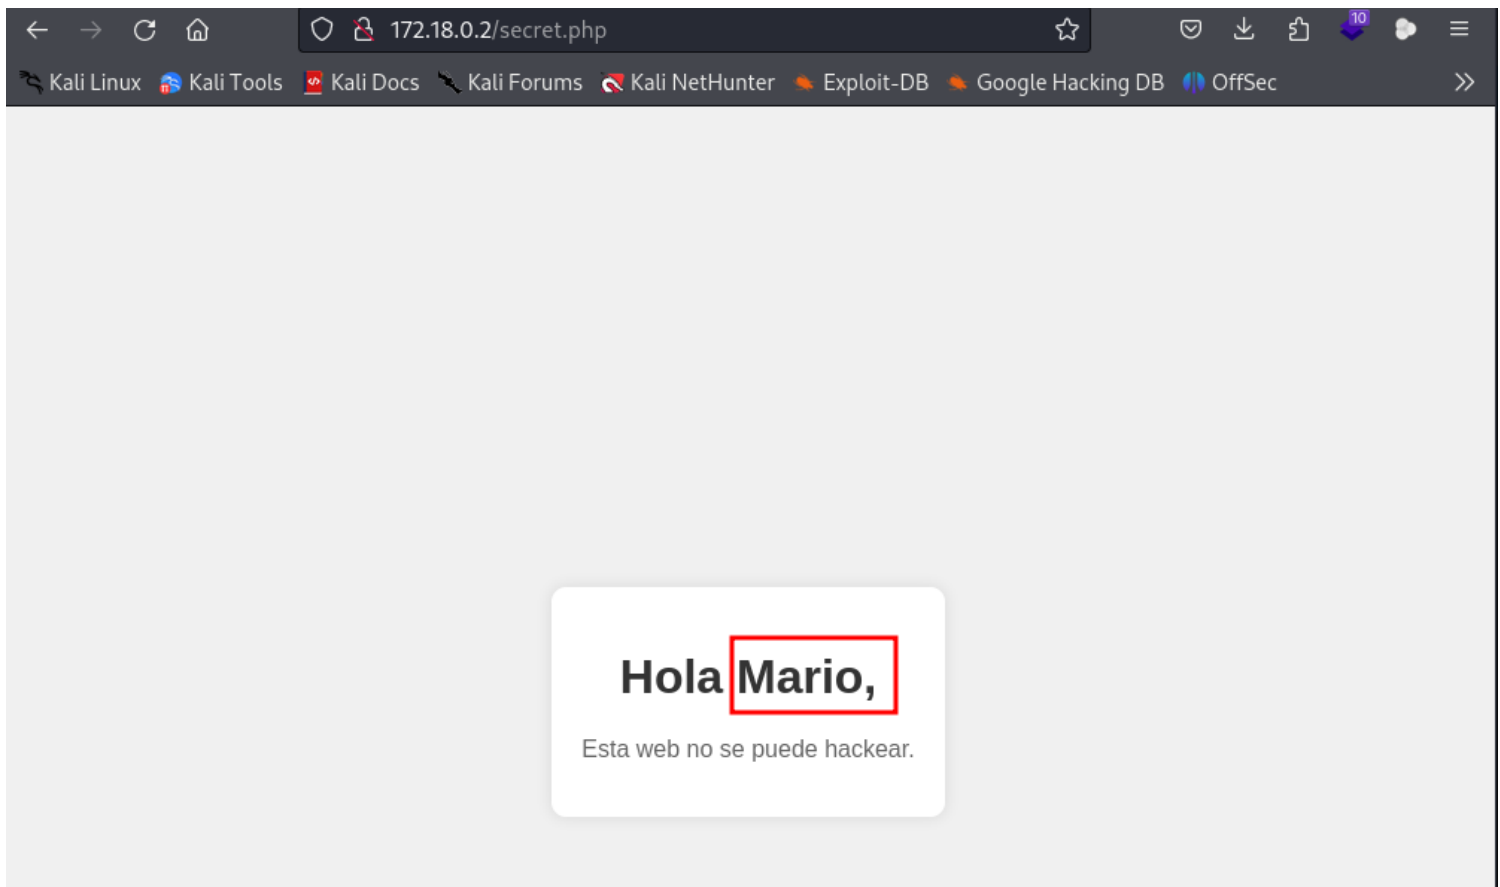 172.18.0.2/secret.php
10
Kali Linux Kali Tools Kali Docs Kali Forums Kali NetHunter Exploit-DB Google Hacking DB OffSec
Hola Mario,
Esta web no se puede hackear.